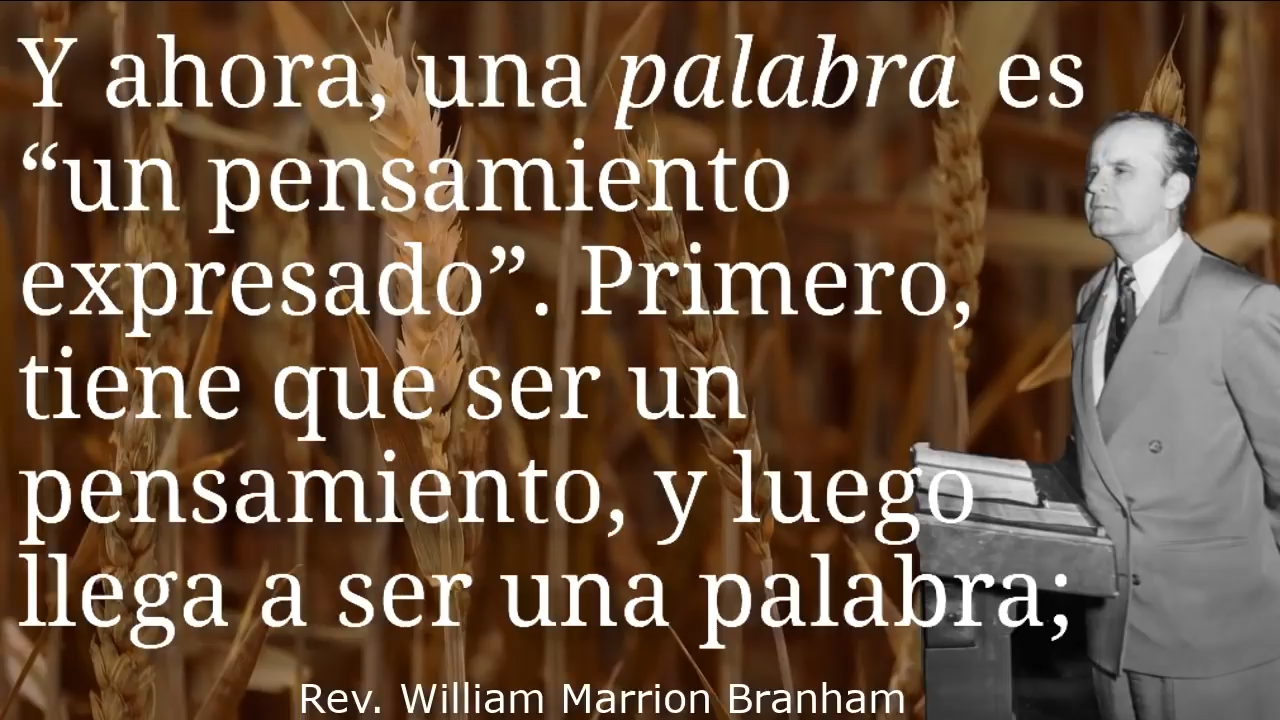 Y ahora, una palabra es
“un pensamiento
expresado”. Primero,
tiene que ser un
pensamiento, y luego
llega a ser una palabra;
Rev. William Marrion Branham